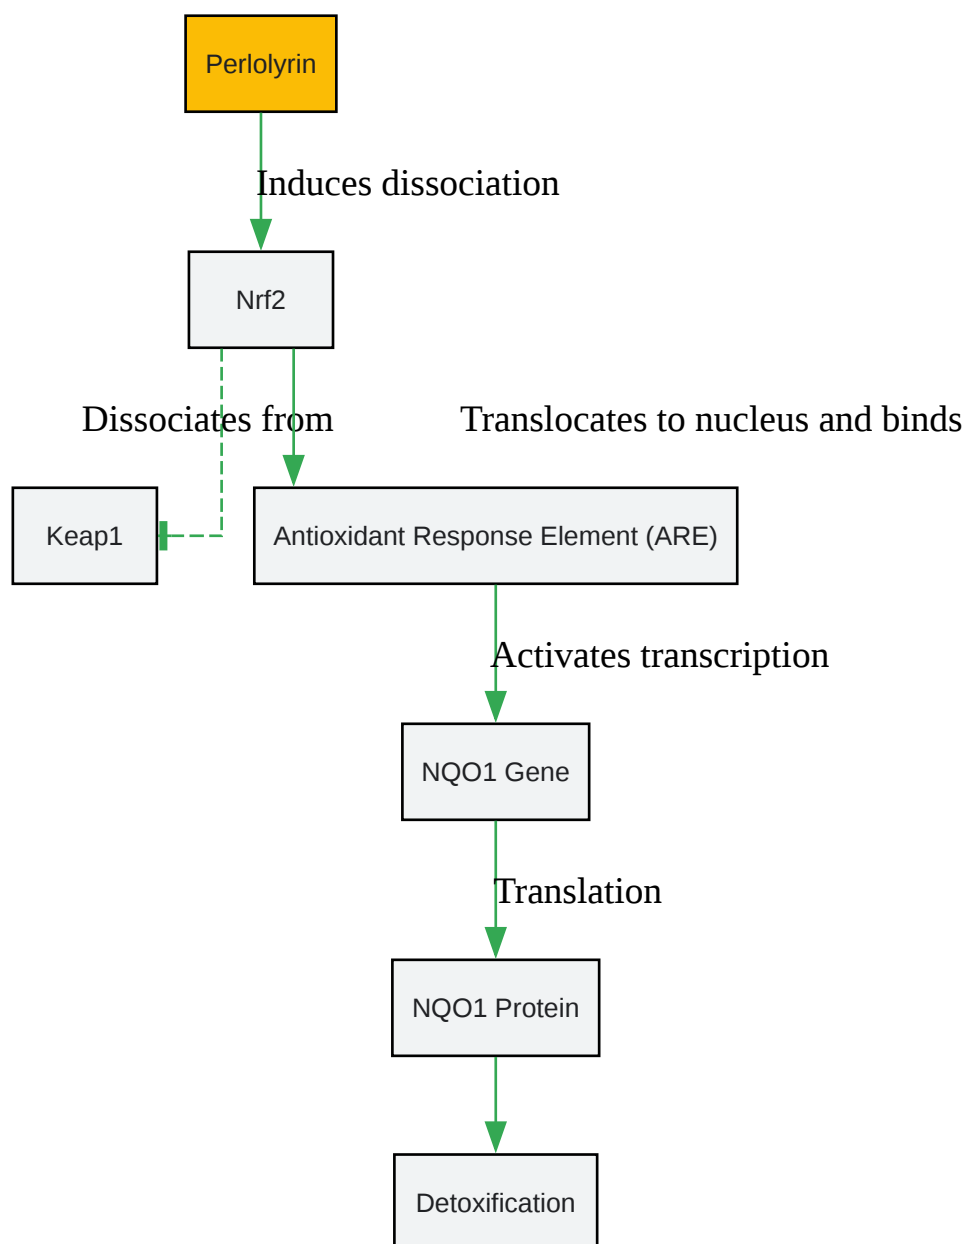 Perlolyrin
Induces dissociation
Nrf2
Dissociates from
Translocates to nucleus and binds
Keap1
Antioxidant Response Element (ARE)
Activates transcription
NQO1 Gene
Translation
NQO1 Protein
Detoxification